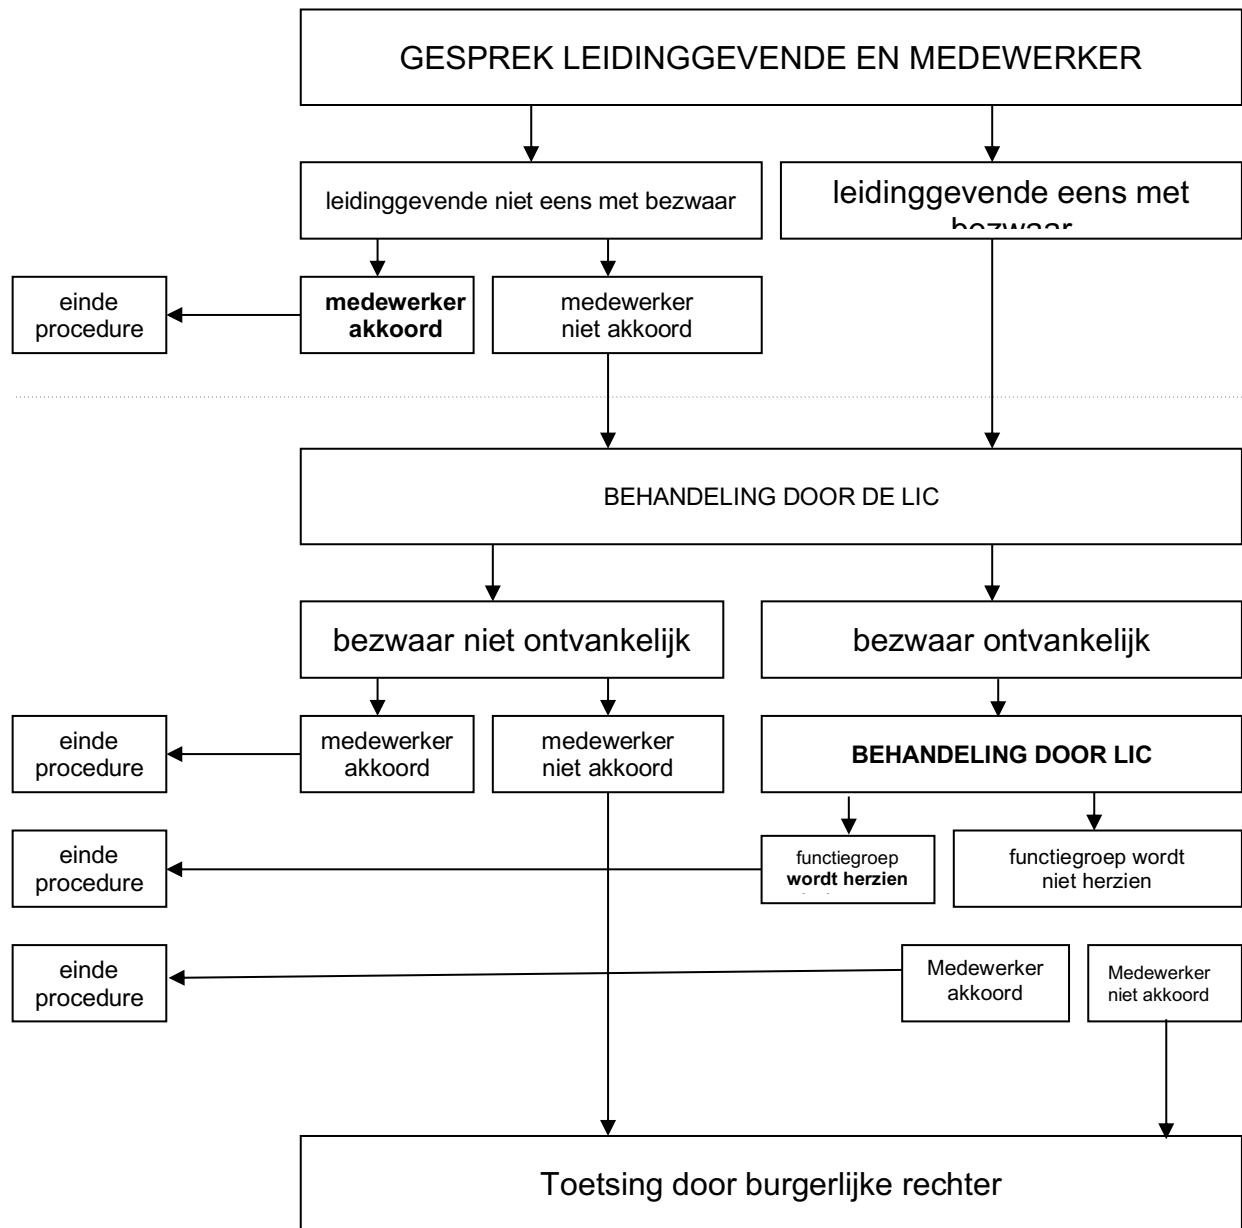 GESPREK LEIDINGGEVENDE EN MEDEWERKER
leidinggevende niet eens met bezwaar
leidinggevende eens met
bezwaar
einde
procedure
medewerker
akkoord
medewerker
niet akkoord
BEHANDELING DOOR DE LIC
bezwaar niet ontvankelijk
bezwaar ontvankelijk
einde
procedure
medewerker
akkoord
medewerker
niet akkoord
BEHANDELING DOOR LIC
einde
procedure
functiegroep
wordt herzien
functiegroep wordt
niet herzien
einde
procedure
Medewerker
akkoord
Medewerker
niet akkoord
Toetsing door burgerlijke rechter